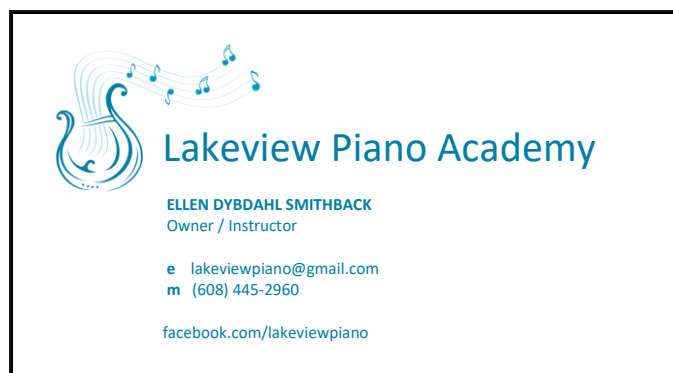 Lakeview Piano Academy
ELLEN DYBDAHL SMITHBACK
Owner / Instructor
e lakeviewpiano@gmail.com
m (608) 445-2960
facebook.com/lakeviewpiano